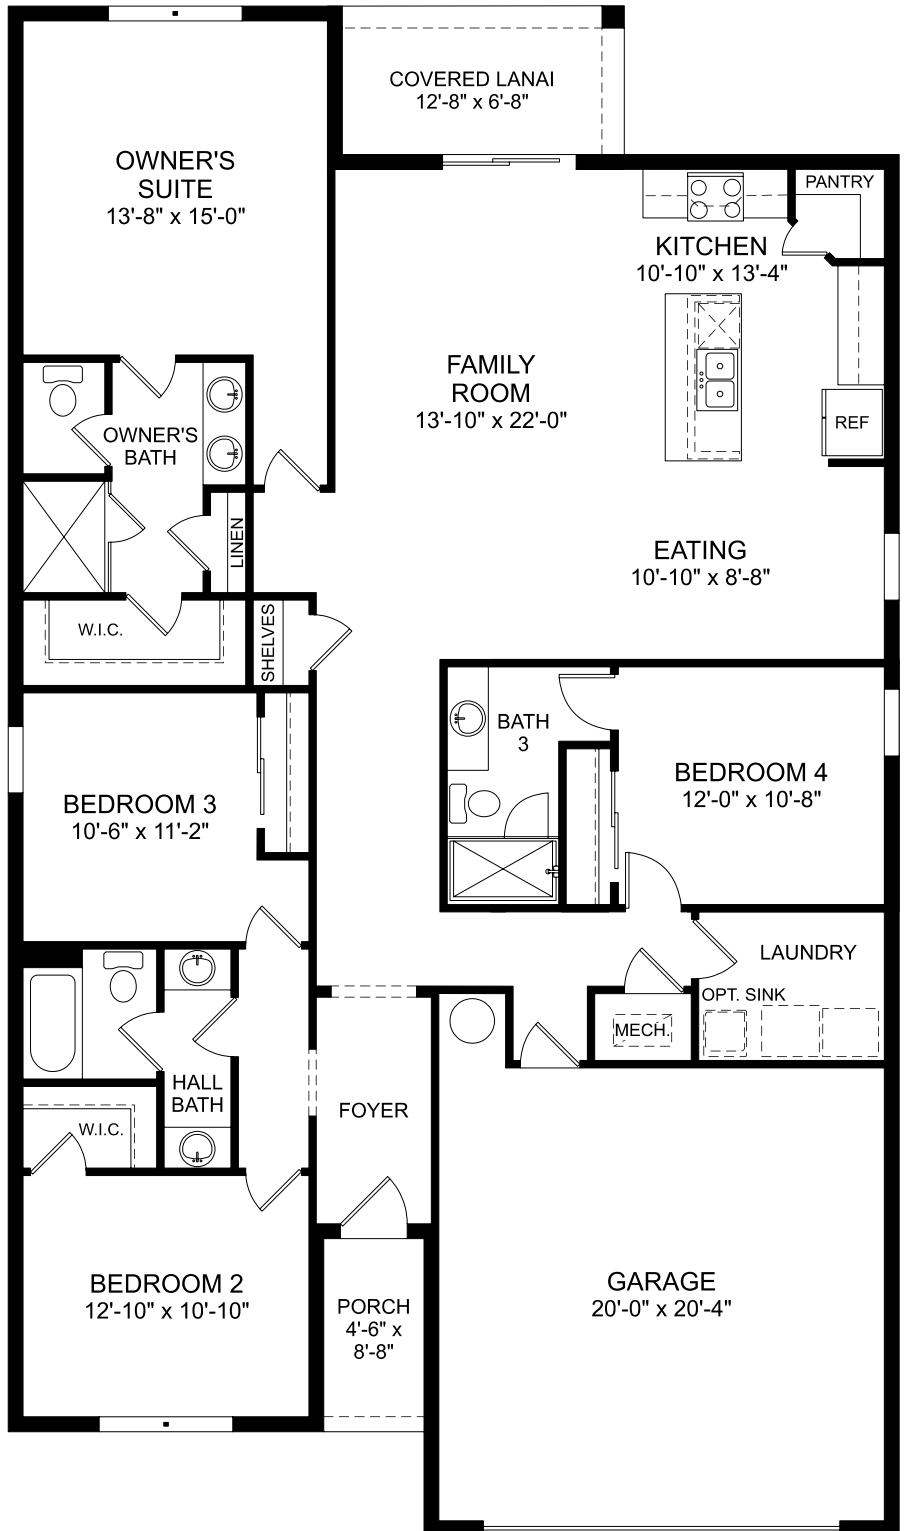 COVERED LANAI
12'-8" x 6'-8"
OWNER'S
SUITE
13'-8" x 15'-0"
PANTRY
KITCHEN
10'-10" x 13'-4"
FAMILY
ROOM
13'-10" x 22'-0"
REF
OWNER'S
BATH
LINEN
EATING
10'-10" x 8'-8"
W.I.C.
SHELVES
BATH
3
BEDROOM 4
12'-0" x 10'-8"
BEDROOM 3
10'-6" x 11'-2"
LAUNDRY
OPT. SINK
MECH.
HALL
BATH
FOYER
W.I.C.
BEDROOM 2
12'-10" x 10'-10"
PORCH
4'-6" x
8'-8"
GARAGE
20'-0" x 20'-4"